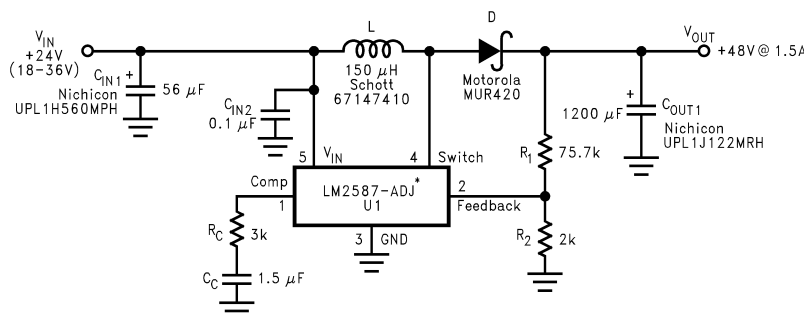 VIN
+24V
(18-36V)
CIN1
+
56 μF
Nichicon
UPL1H560MPH
CIN2
0.1 μF
L
150 μH
Schott
67147410
D
Motorola
MUR420
VOUT
+48V @ 1.5A
+
1200 μF
COUT1
Nichicon
UPL1J122MRH
R1
75.7k
R2
2k
5
VIN
4
Switch
Comp
1
LM2587-ADJ*
U1
2
Feedback
3
GND
RC
3k
CC
1.5 μF